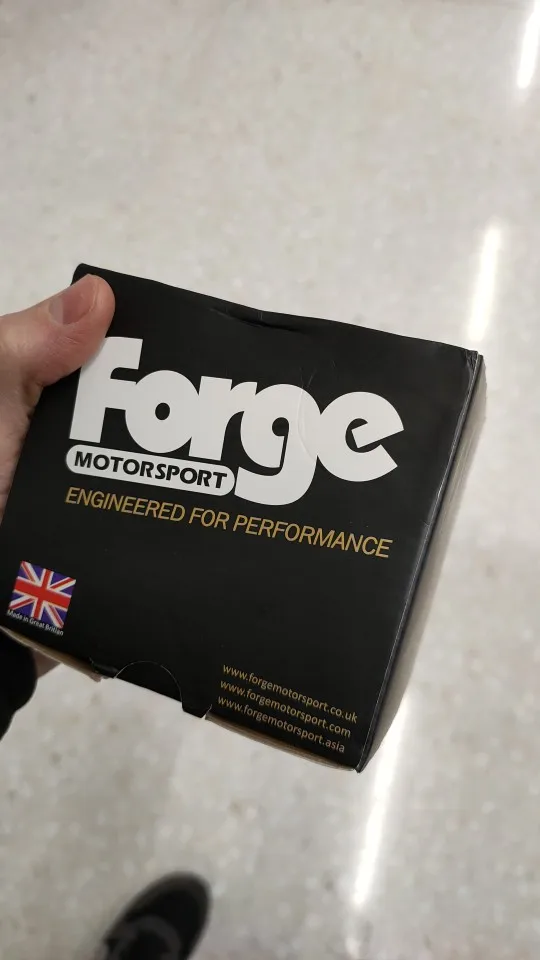 forge
MOTORSPORT
ENGINEERED FOR PERFORMANCE
Made in Great Britain
www.forgemotorsport.co.uk
www.forgemotorsport.com
www.forgemotorsport.asia